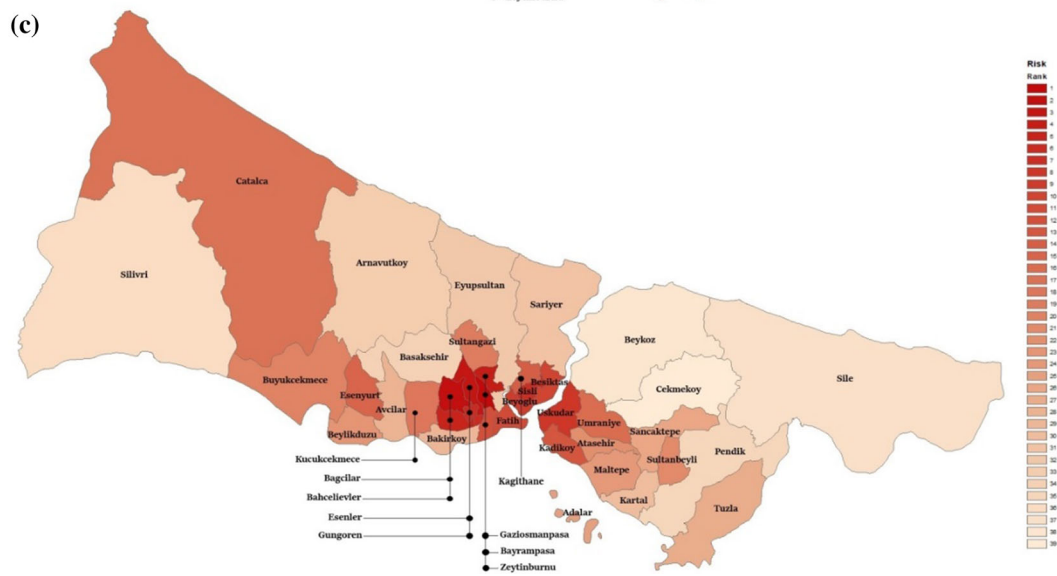 (c)
Risk
Rank
1
2
3
4
5
6
7
8
9
10
11
12
13
14
15
16
17
18
19
20
21
22
23
24
25
26
27
28
29
30
31
32
33
34
35
36
37
38
39
Catalca
Silivri
Arnavutkoy
Eyupsultan
Sariyer
Beykoz
Sultangazi
Basaksehir
Buyukcekmece
Esenyurt
Besiktas
Sisli
Beyoglu
Cekmekoy
Sile
Avcilar
Uskudar
Umraniye
Fatih
Sancaktepe
Beylikduzu
Bakirkoy
Kadikoy
Atasehir
Pendik
Kucukcekmece
Sultanbeyli
Maltepe
Bagcilar
Kagithane
Bahcelievler
Kartal
Tuzla
Adalar
Esenler
Gungoren
Gaziosmanpasa
Bayrampasa
Zeytinburnu